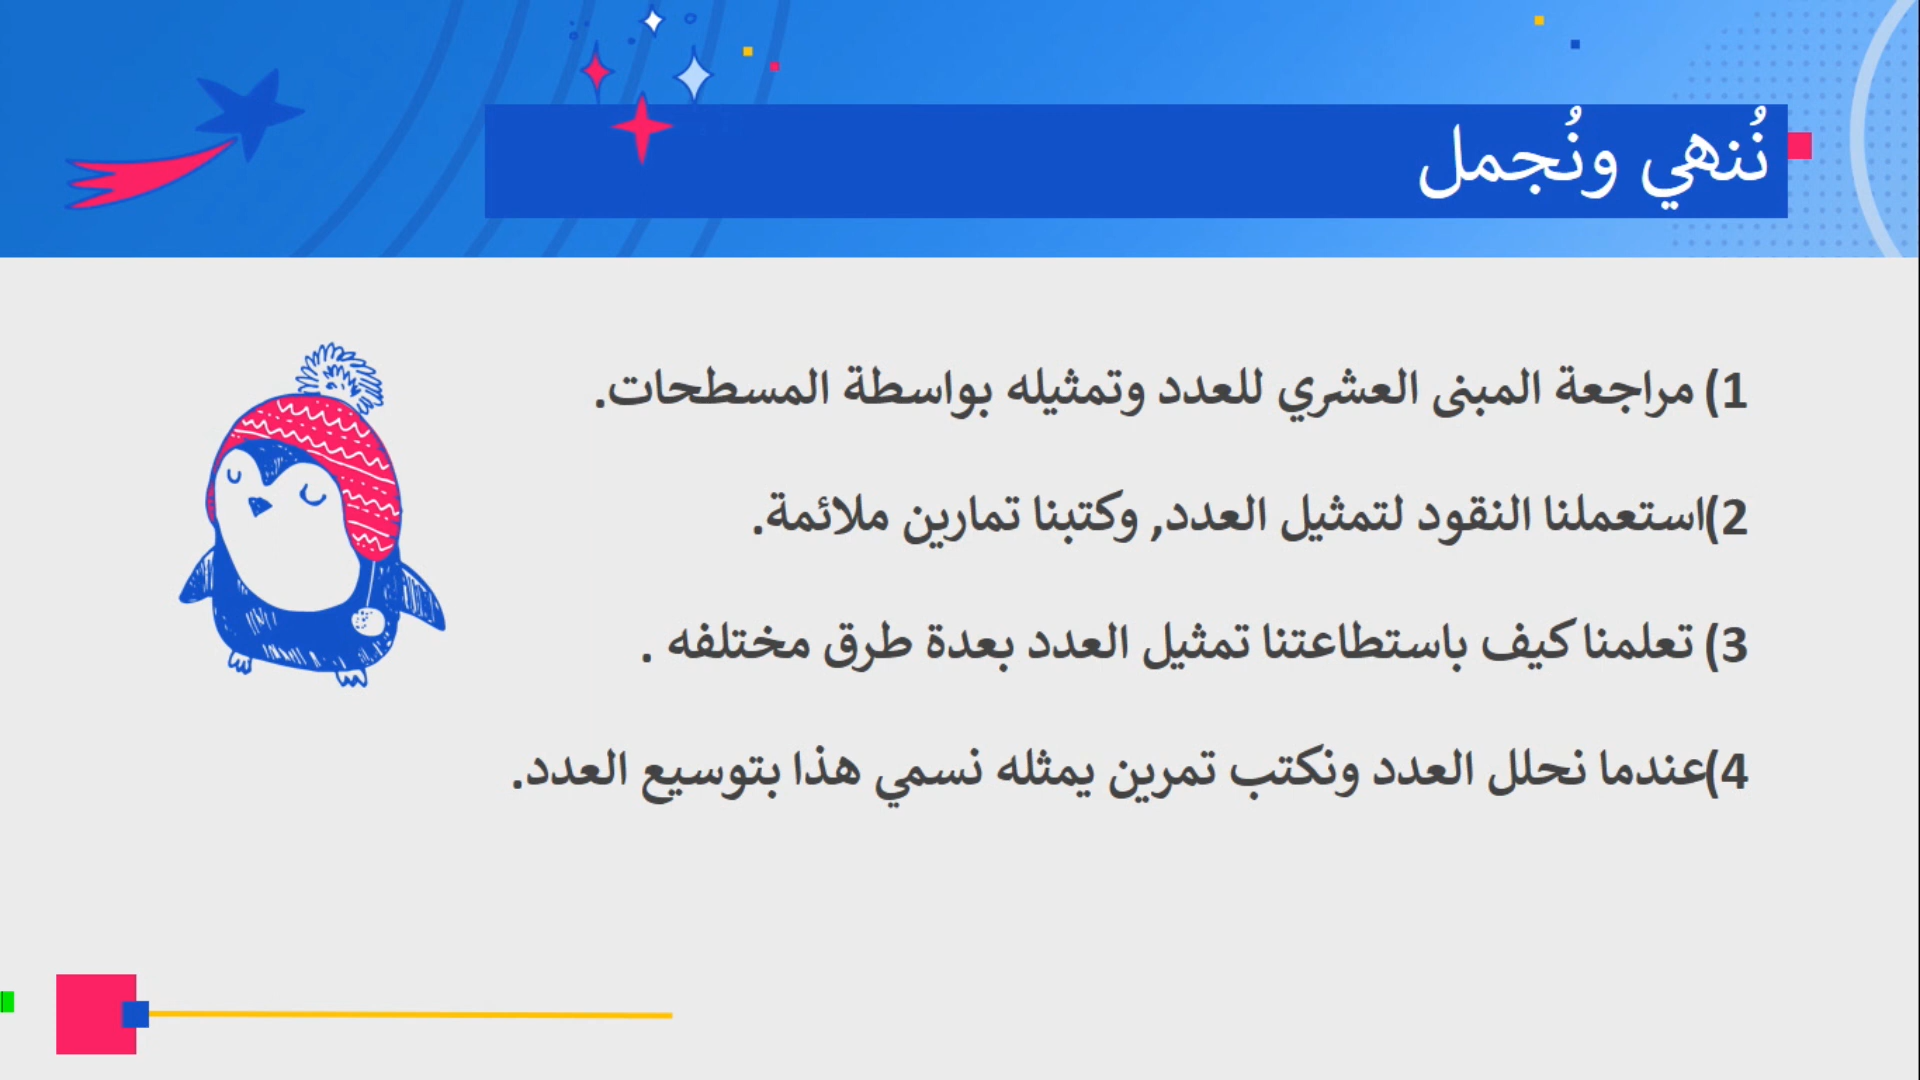 نُنهي ونُجمل
1) مراجعة المبنى العشري للعدد وتمثيله بواسطة المسطحات.
2)استعملنا النقود لتمثيل العدد, وكتبنا تمارين ملائمة.
3) تعلمنا كيف باستطاعتنا تمثيل العدد بعدة طرق مختلفه .
4)عندما نحلل العدد ونكتب تمرين يمثله نسمي هذا بتوسيع العدد.